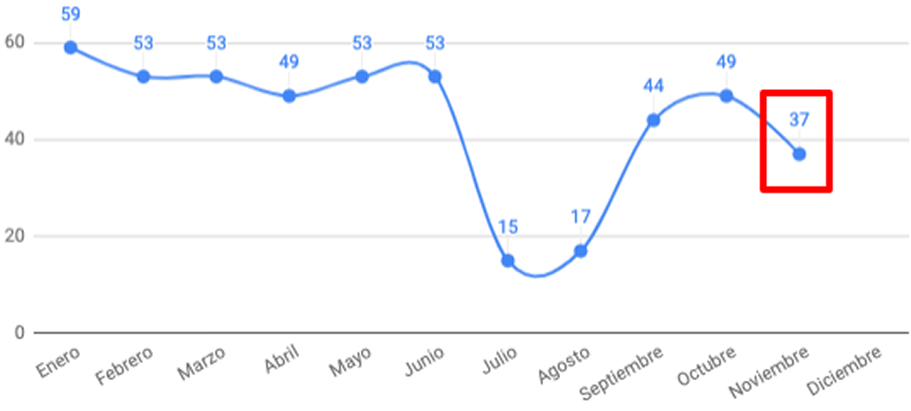 59
53
53
49
53
53
15
17
44
49
37
60
40
20
0
Enero
Febrero
Marzo
Abril
Mayo
Junio
Julio
Agosto
Septiembre
Octubre
Noviembre
Diciembre